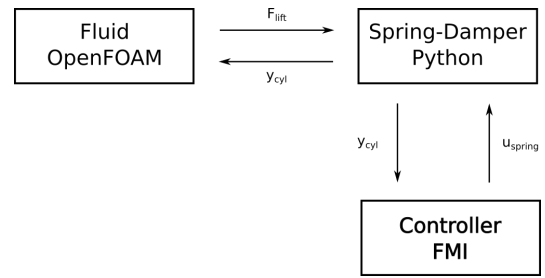 Fluid
OpenFOAM
F_lift
y_cyl
Spring-Damper
Python
y_cyl
u_spring
Controller
FMI